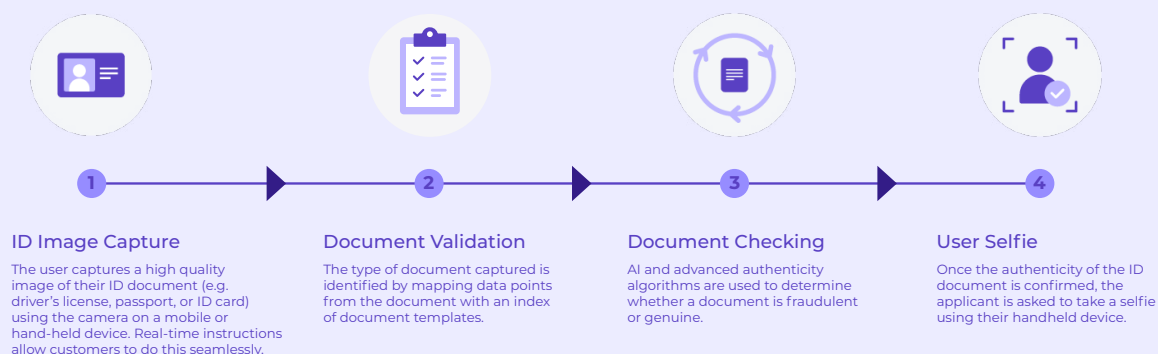 1
2
3
4
ID Image Capture
The user captures a high quality
image of their ID document (e.g.
driver's license, passport, or ID card)
using the camera on a mobile or
hand-held device. Real-time instructions
allow customers to do this seamlessly.
Document Validation
The type of document captured is
identified by mapping data points
from the document with an index
of document templates.
Document Checking
AI and advanced authenticity
algorithms are used to determine
whether a document is fraudulent
or genuine.
User Selfie
Once the authenticity of the ID
document is confirmed, the
applicant is asked to take a selfie
using their handheld device.